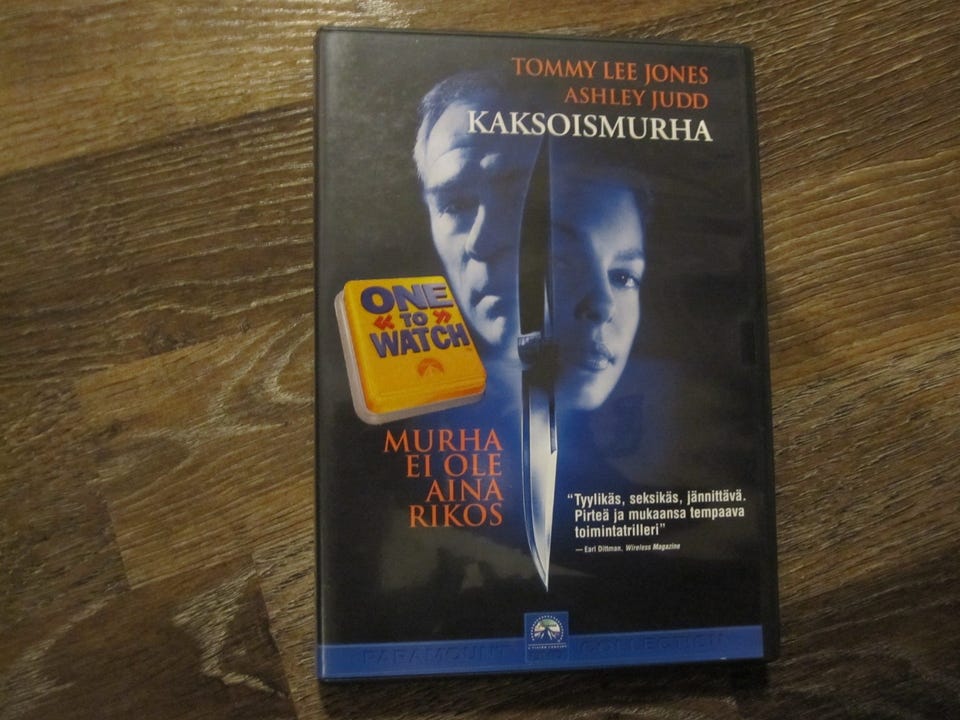 TOMMY LEE JONES
ASHLEY JUDD
KAKSOISMURHA
ONE
« TO »
WATCH
MURHA
EI OLE
AINA
RIKOS
“Tyylikäs, seksikäs, jännittävä.
Pirteä ja mukaansa tempaava
toimintatrilleri”
— Earl Dittman, Wireless Magazine
PARAMOUNT COLLECTION